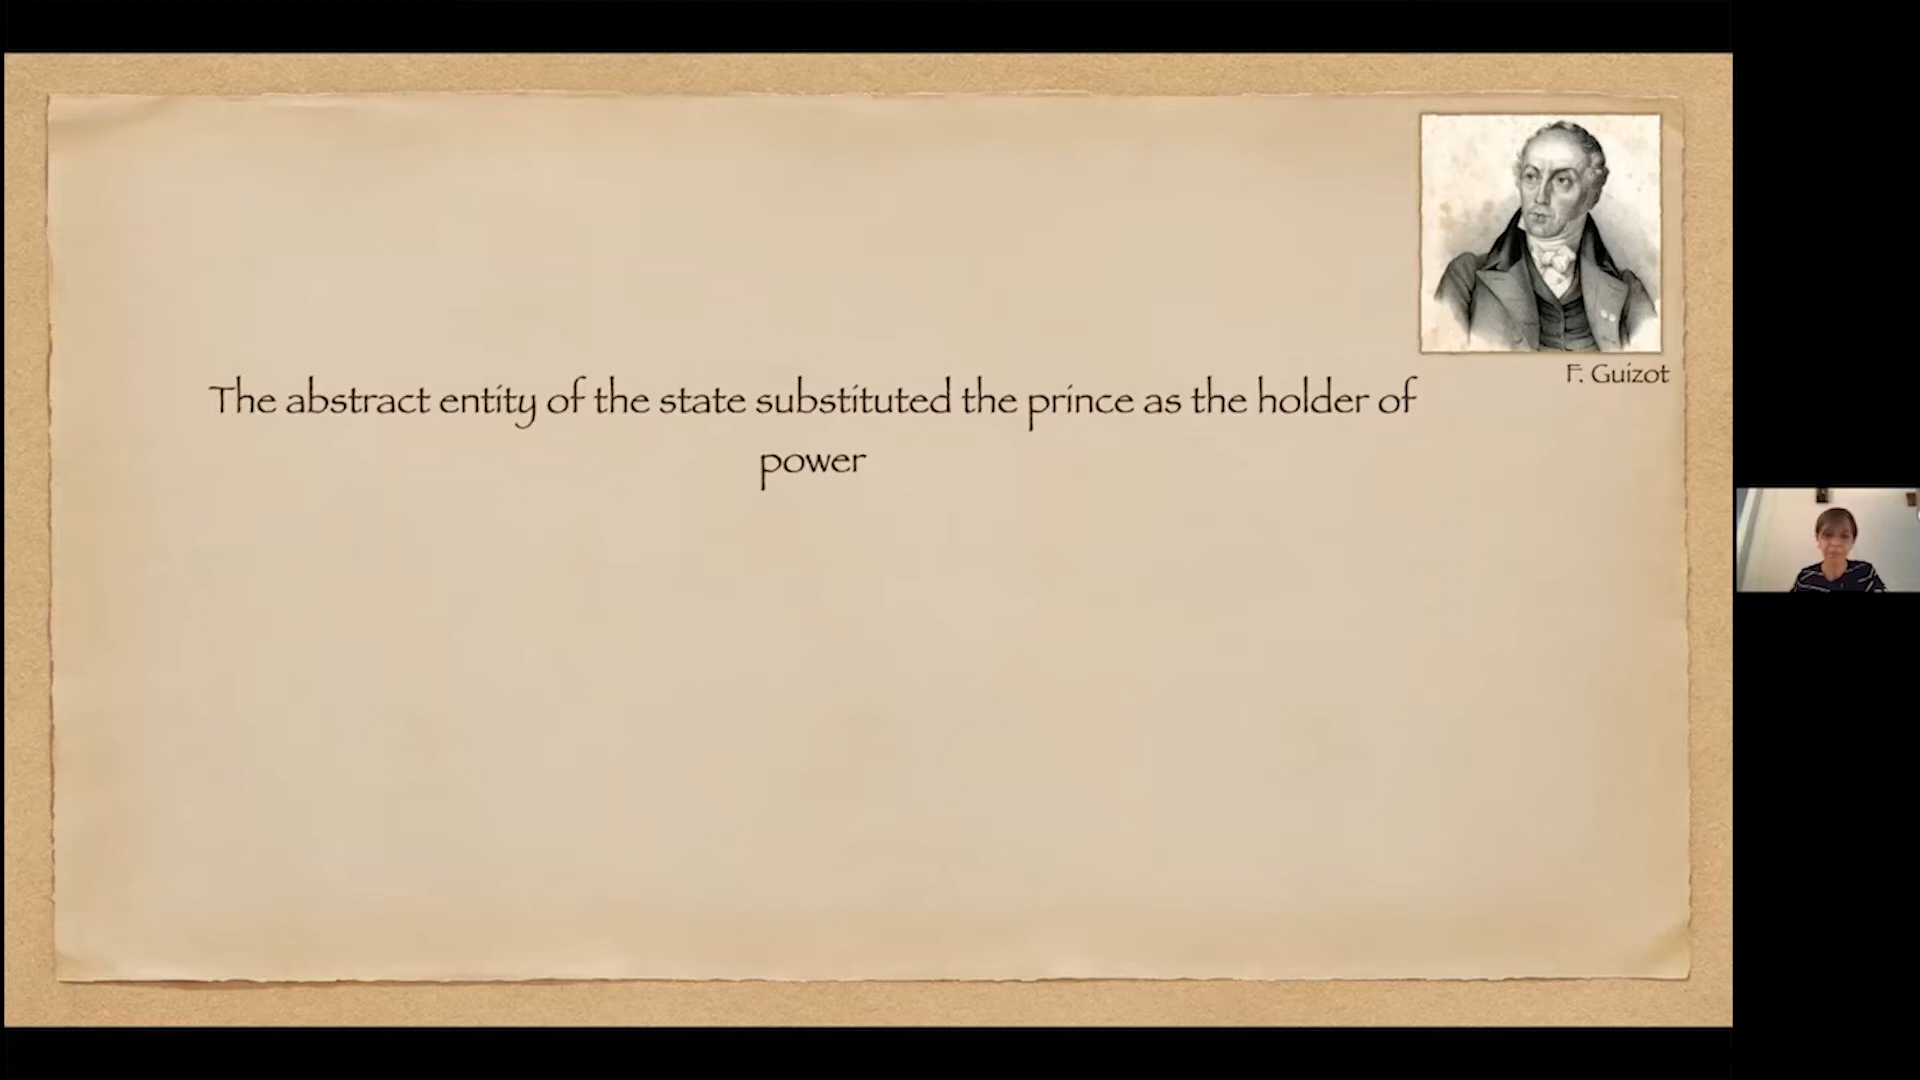 F. Guizot
The abstract entity of the state substituted the prince as the holder of
power